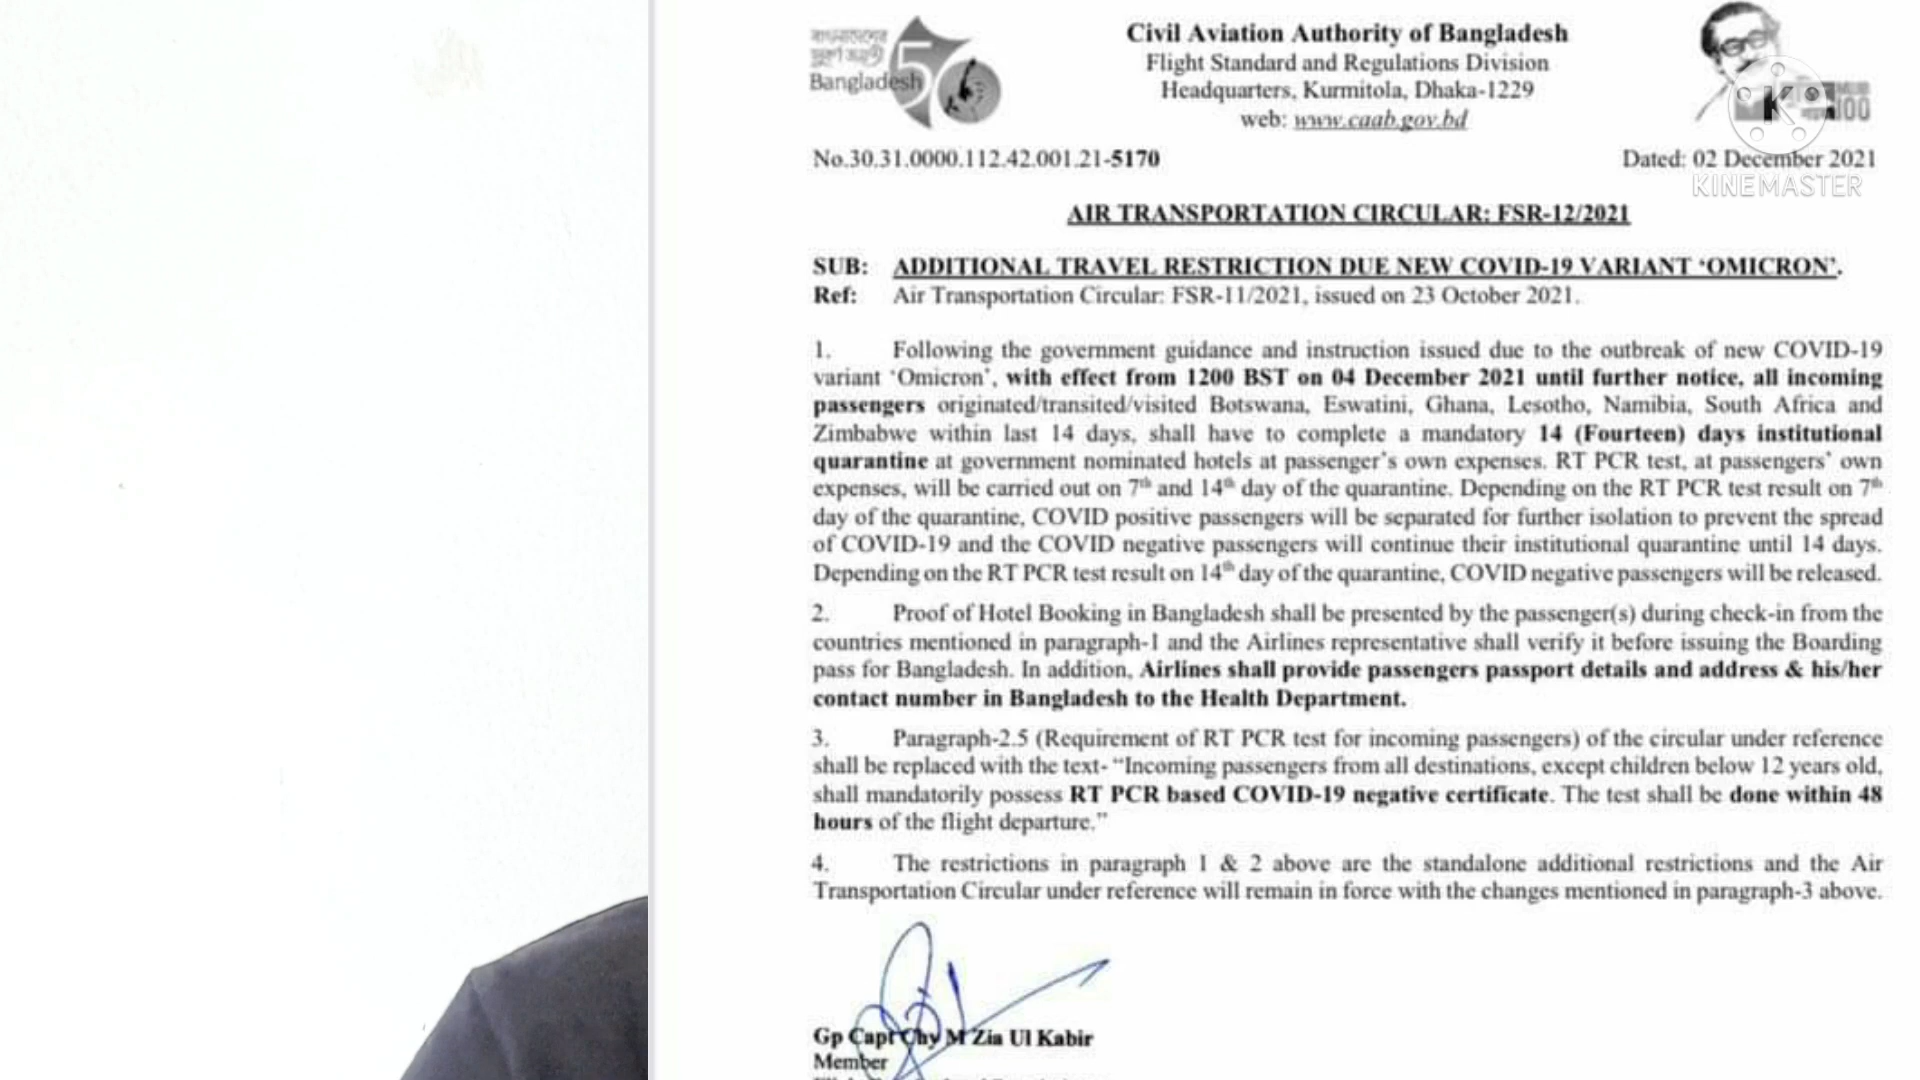 বাংলাদেশের
সুবর্ণ জয়ন্তী
Bangladesh
50
Civil Aviation Authority of Bangladesh
Flight Standard and Regulations Division
Headquarters, Kurmitola, Dhaka-1229
web: www.caab.gov.bd
100
KINEMASTER
No.30.31.0000.112.42.001.21-5170
Dated: 02 December 2021
AIR TRANSPORTATION CIRCULAR: FSR-12/2021
SUB: ADDITIONAL TRAVEL RESTRICTION DUE NEW COVID-19 VARIANT ‘OMICRON’.
Ref: Air Transportation Circular: FSR-11/2021, issued on 23 October 2021.
1. Following the government guidance and instruction issued due to the outbreak of new COVID-19
variant ‘Omicron’, with effect from 1200 BST on 04 December 2021 until further notice, all incoming
passengers originated/transited/visited Botswana, Eswatini, Ghana, Lesotho, Namibia, South Africa and
Zimbabwe within last 14 days, shall have to complete a mandatory 14 (Fourteen) days institutional
quarantine at government nominated hotels at passenger’s own expenses. RT PCR test, at passengers’ own
expenses, will be carried out on 7th and 14th day of the quarantine. Depending on the RT PCR test result on 7th
day of the quarantine, COVID positive passengers will be separated for further isolation to prevent the spread
of COVID-19 and the COVID negative passengers will continue their institutional quarantine until 14 days.
Depending on the RT PCR test result on 14th day of the quarantine, COVID negative passengers will be released.
2. Proof of Hotel Booking in Bangladesh shall be presented by the passenger(s) during check-in from the
countries mentioned in paragraph-1 and the Airlines representative shall verify it before issuing the Boarding
pass for Bangladesh. In addition, Airlines shall provide passengers passport details and address & his/her
contact number in Bangladesh to the Health Department.
3. Paragraph-2.5 (Requirement of RT PCR test for incoming passengers) of the circular under reference
shall be replaced with the text- “Incoming passengers from all destinations, except children below 12 years old,
shall mandatorily possess RT PCR based COVID-19 negative certificate. The test shall be done within 48
hours of the flight departure.”
4. The restrictions in paragraph 1 & 2 above are the standalone additional restrictions and the Air
Transportation Circular under reference will remain in force with the changes mentioned in paragraph-3 above.
Gp Capt Chy M Zia Ul Kabir
Member